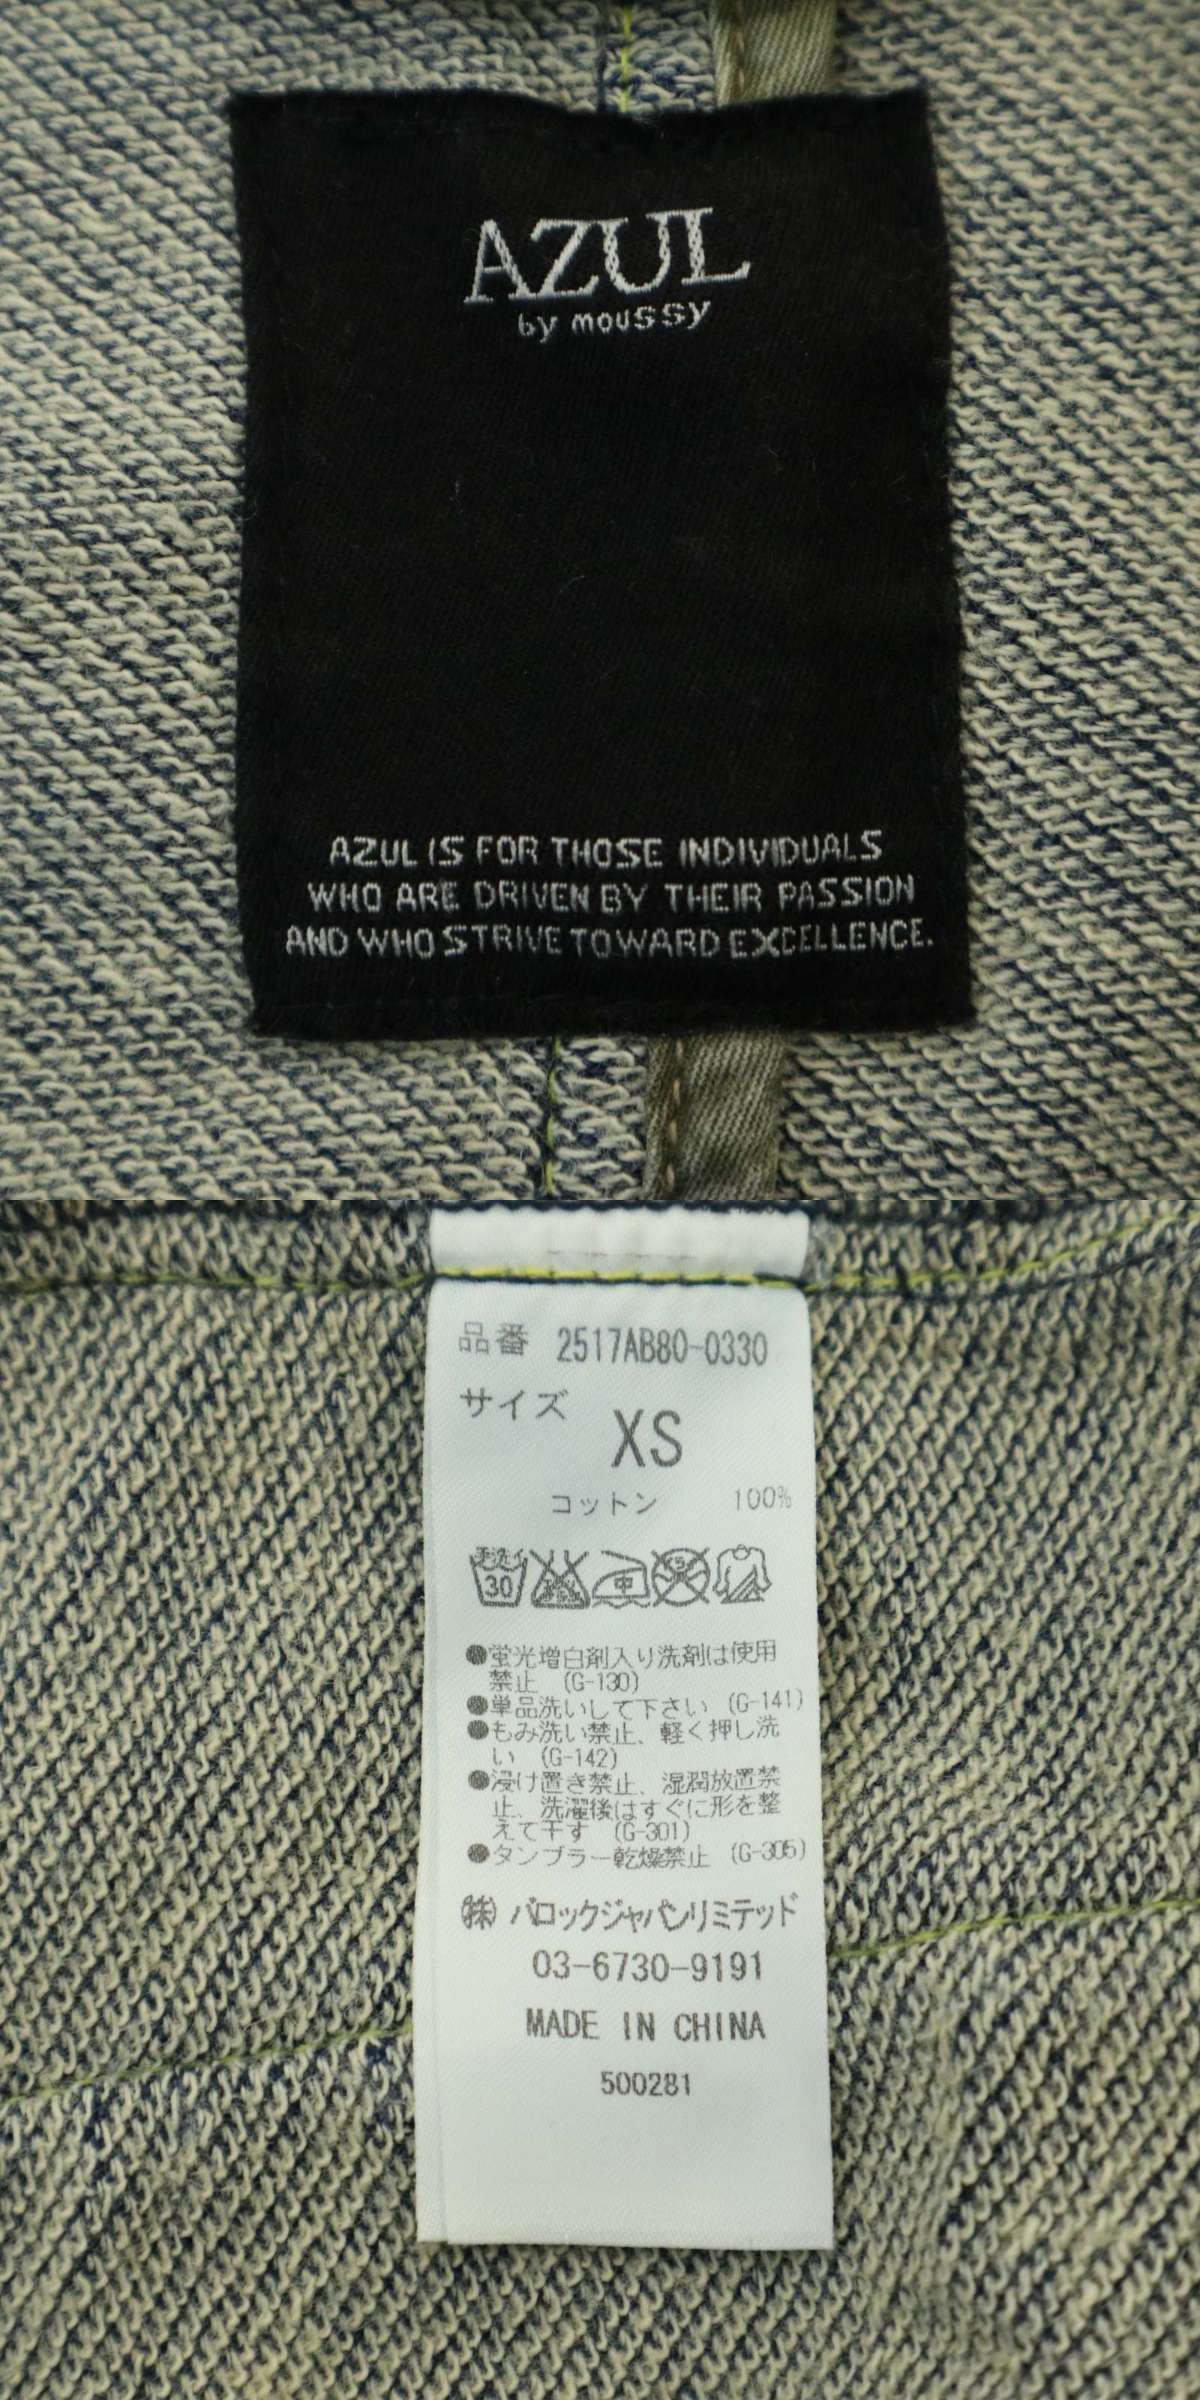 AZUL
by moussy
AZUL IS FOR THOSE INDIVIDUALS
WHO ARE DRIVEN BY THEIR PASSION
AND WHO STRIVE TOWARD EXCELLENCE.
品番 2517AB80-0330
サイズ
XS
コットン 100%
手洗イ
30 中
●蛍光増白剤入り洗剤は使用
禁止 (G-130)
●単品洗いして下さい (G-141)
●もみ洗い禁止、軽く押し洗
い (G-142)
●浸け置き禁止、湿潤放置禁
止、洗濯後はすぐに形を整
えて干す (G-301)
●タンブラー乾燥禁止 (G-305)
㈱ バロックジャパンリミテッド
03-6730-9191
MADE IN CHINA
500281